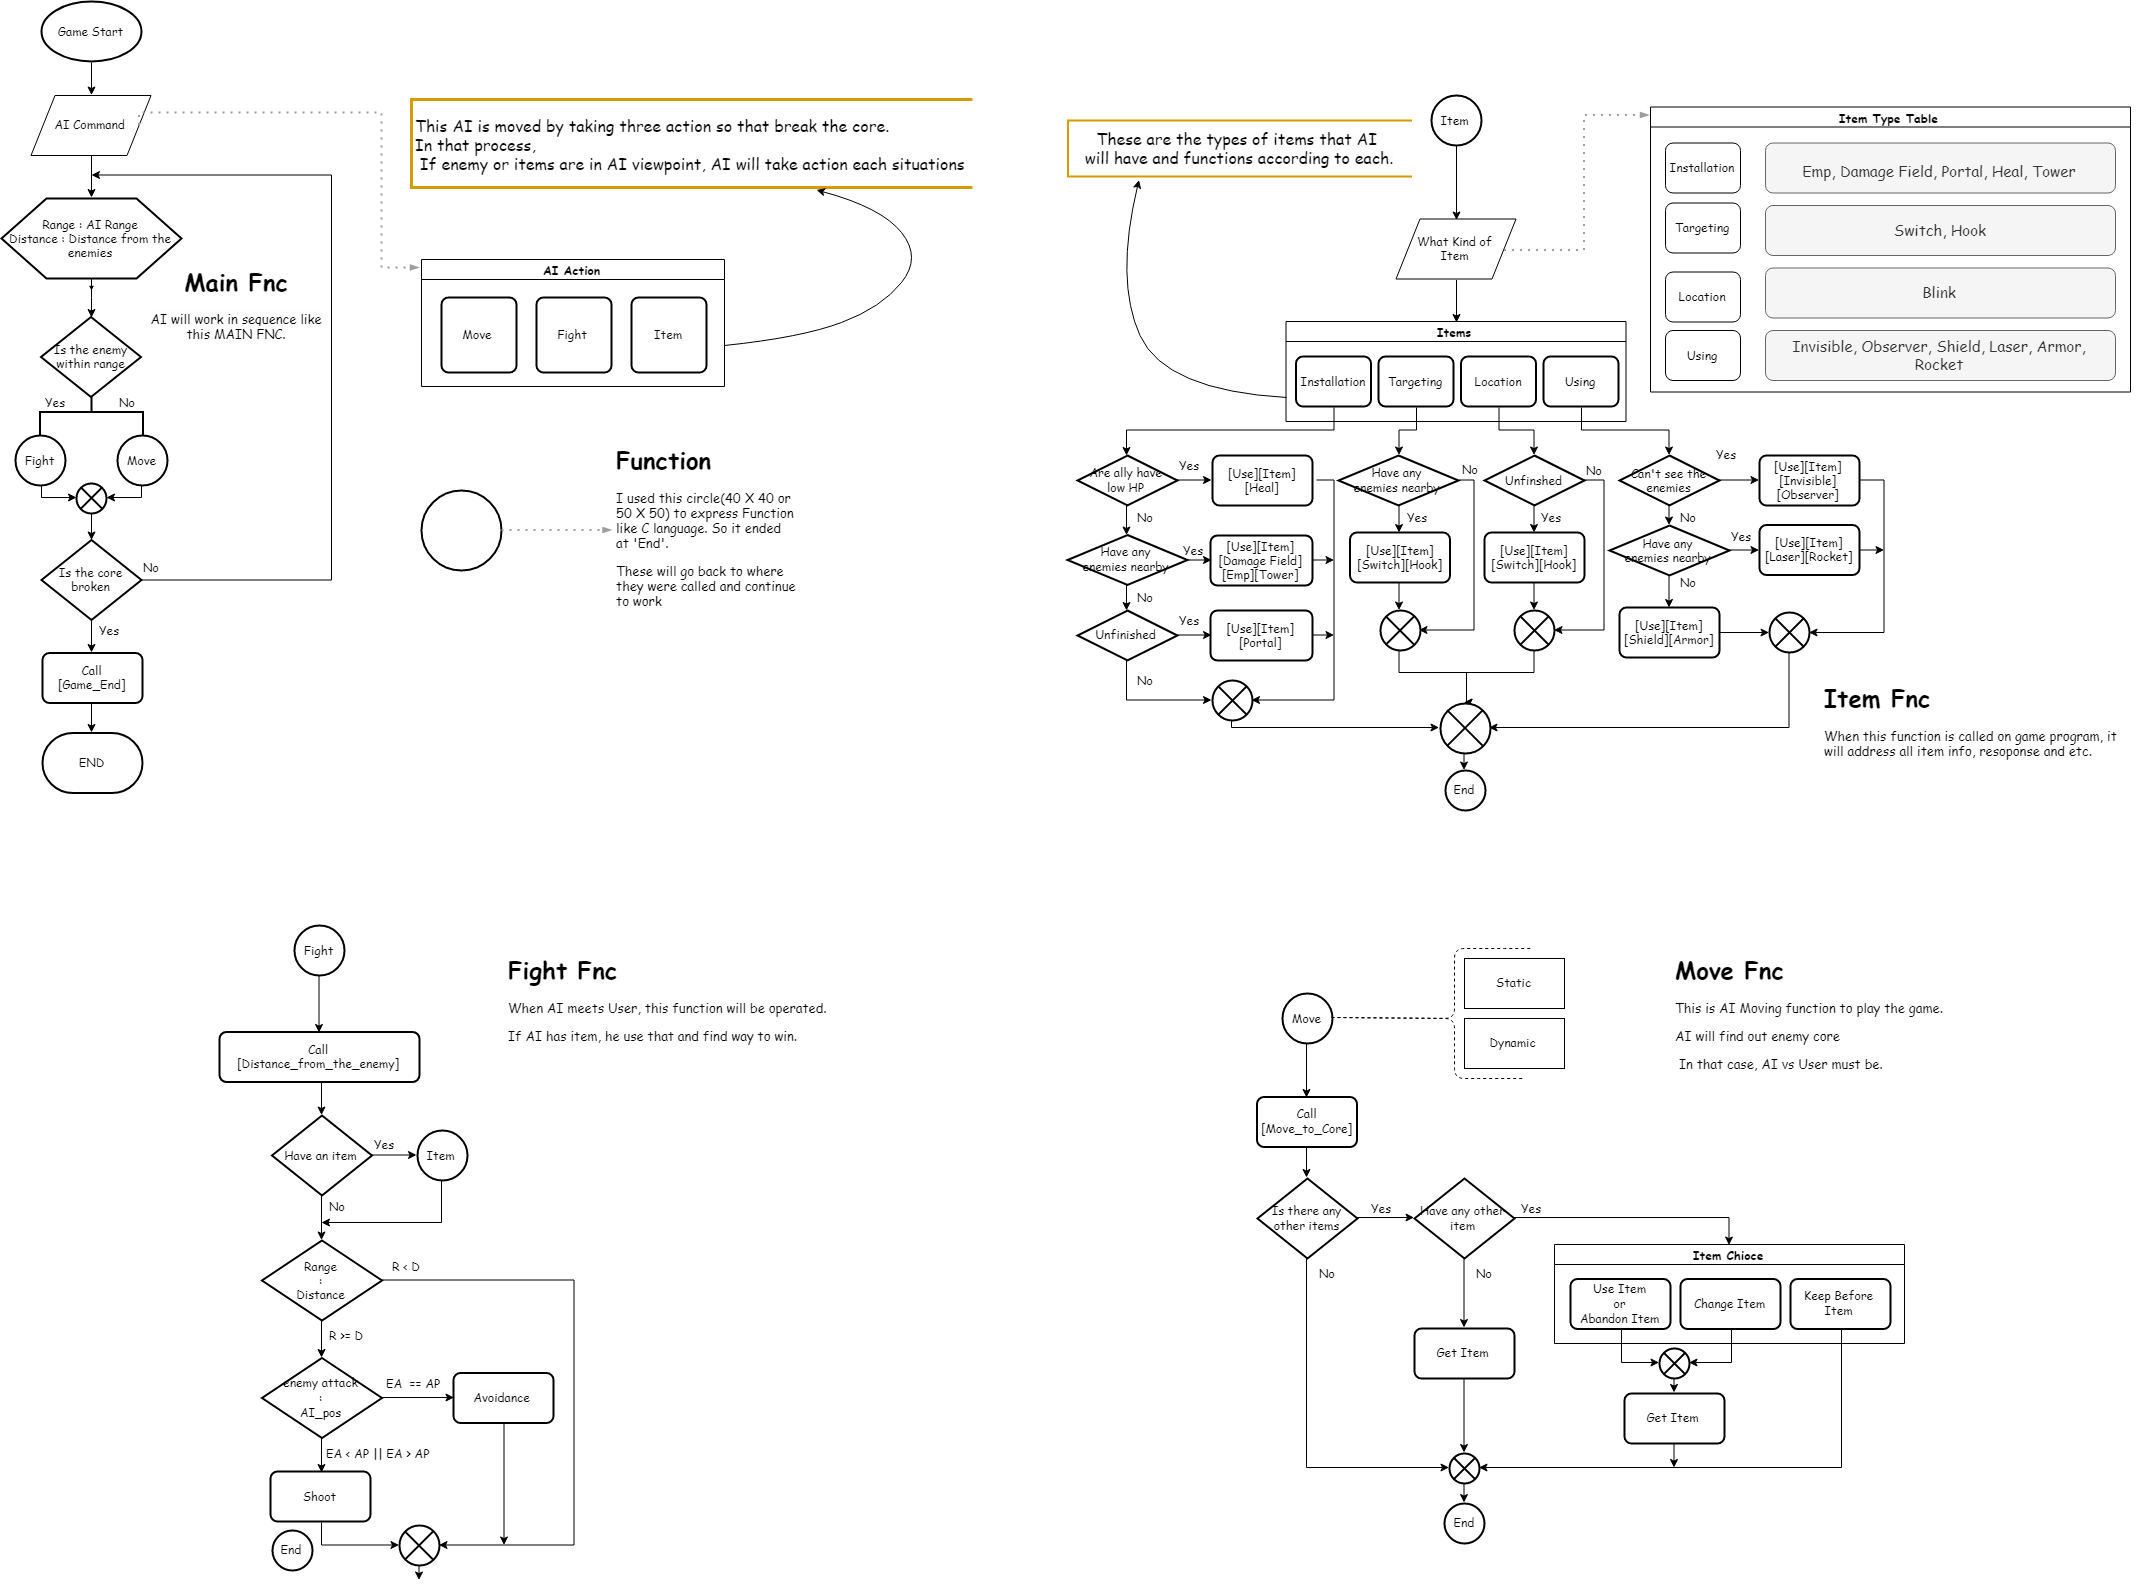 Game Start
AI Command
Range : AI Range
Distance : Distance from the
enemies
Main Fnc
AI will work in sequence like
this MAIN FNC.
Is the enemy
within range
Yes
No
Fight
Move
Is the core
broken
No
Yes
Call
[Game_End]
END
This AI is moved by taking three action so that break the core.
In that process,
If enemy or items are in AI viewpoint, AI will take action each situations
AI Action
Move
Fight
Item
Function
I used this circle(40 X 40 or
50 X 50) to express Function
like C language. So it ended
at 'End'.
These will go back to where
they were called and continue
to work
These are the types of items that AI
will have and functions according to each.
Item
What Kind of
Item
Item Type Table
Installation
Emp, Damage Field, Portal, Heal, Tower
Targeting
Switch, Hook
Location
Blink
Using
Invisible, Observer, Shield, Laser, Armor,
Rocket
Items
Installation
Targeting
Location
Using
Are ally have
low HP
Yes
[Use][Item]
[Heal]
No
Have any
enemies nearby
Yes
[Use][Item]
[Damage Field]
[Emp][Tower]
No
Unfinished
Yes
[Use][Item]
[Portal]
No
Have any
enemies nearby
No
Yes
[Use][Item]
[Switch][Hook]
Unfinshed
No
Yes
[Use][Item]
[Switch][Hook]
Can't see the
enemies
Yes
[Use][Item]
[Invisible]
[Observer]
No
Have any
enemies nearby
Yes
[Use][Item]
[Laser][Rocket]
No
[Use][Item]
[Shield][Armor]
End
Item Fnc
When this function is called on game program, it
will address all item info, resoponse and etc.
Fight
Fight Fnc
When AI meets User, this function will be operated.
If AI has item, he use that and find way to win.
Call
[Distance_from_the_enemy]
Have an item
Yes
Item
No
Range
:
Distance
R < D
R >= D
enemy attack
:
AI_pos
EA == AP
Avoidance
EA < AP || EA > AP
Shoot
End
Move
Static
Dynamic
Move Fnc
This is AI Moving function to play the game.
AI will find out enemy core
In that case, AI vs User must be.
Call
[Move_to_Core]
Is there any
other items
Yes
Have any other
item
Yes
No
No
Item Chioce
Use Item
or
Abandon Item
Change Item
Keep Before
Item
Get Item
Get Item
End